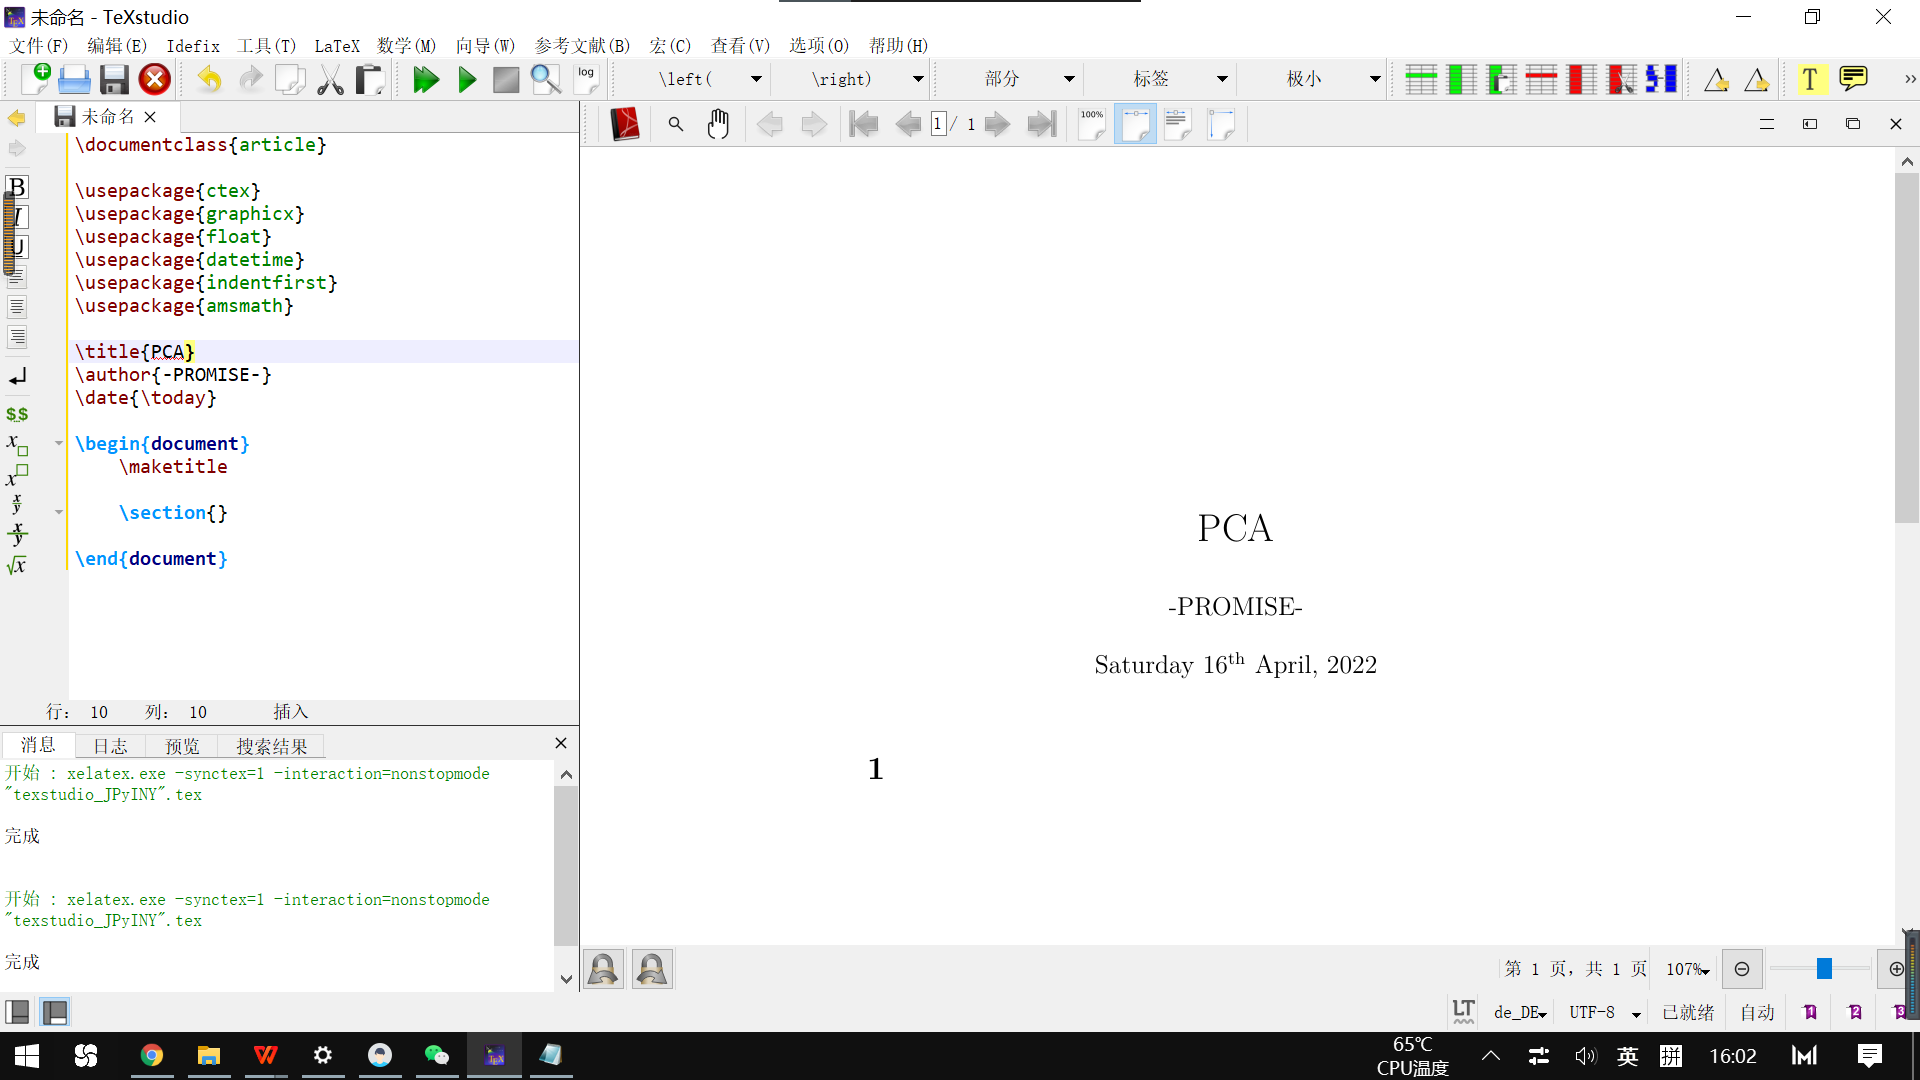 未命名 - TeXstudio
文件(F) 编辑(E) Idefix 工具(T) LaTeX 数学(M) 向导(W) 参考文献(B) 宏(C) 查看(V) 选项(O) 帮助(H)
log \left( \right) 部分 标签 极小 T
未命名
1 / 1 100%
\documentclass{article}
\usepackage{ctex}
\usepackage{graphicx}
\usepackage{float}
\usepackage{datetime}
\usepackage{indentfirst}
\usepackage{amsmath}
\title{PCA}
\author{-PROMISE-}
\date{\today}
\begin{document}
\maketitle
\section{}
\end{document}
B
I
U
$$
x
x
x/y
x/y
√x
行: 10 列: 10 插入
消息 日志 预览 搜索结果
开始 : xelatex.exe -synctex=1 -interaction=nonstopmode
"texstudio_JPyINY".tex
完成
开始 : xelatex.exe -synctex=1 -interaction=nonstopmode
"texstudio_JPyINY".tex
完成
PCA
-PROMISE-
Saturday 16th April, 2022
1
第 1 页, 共 1 页 107%
LT de_DE UTF-8 已就绪 自动 1 2 3
65℃
CPU温度
英 拼 16:02